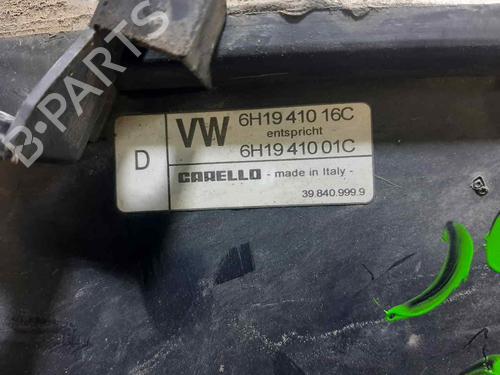 D
VW
6H19 410 16C
entspricht
6H19 410 01C
CARELLO - made in Italy -
39.840.999.9
B-PARTS